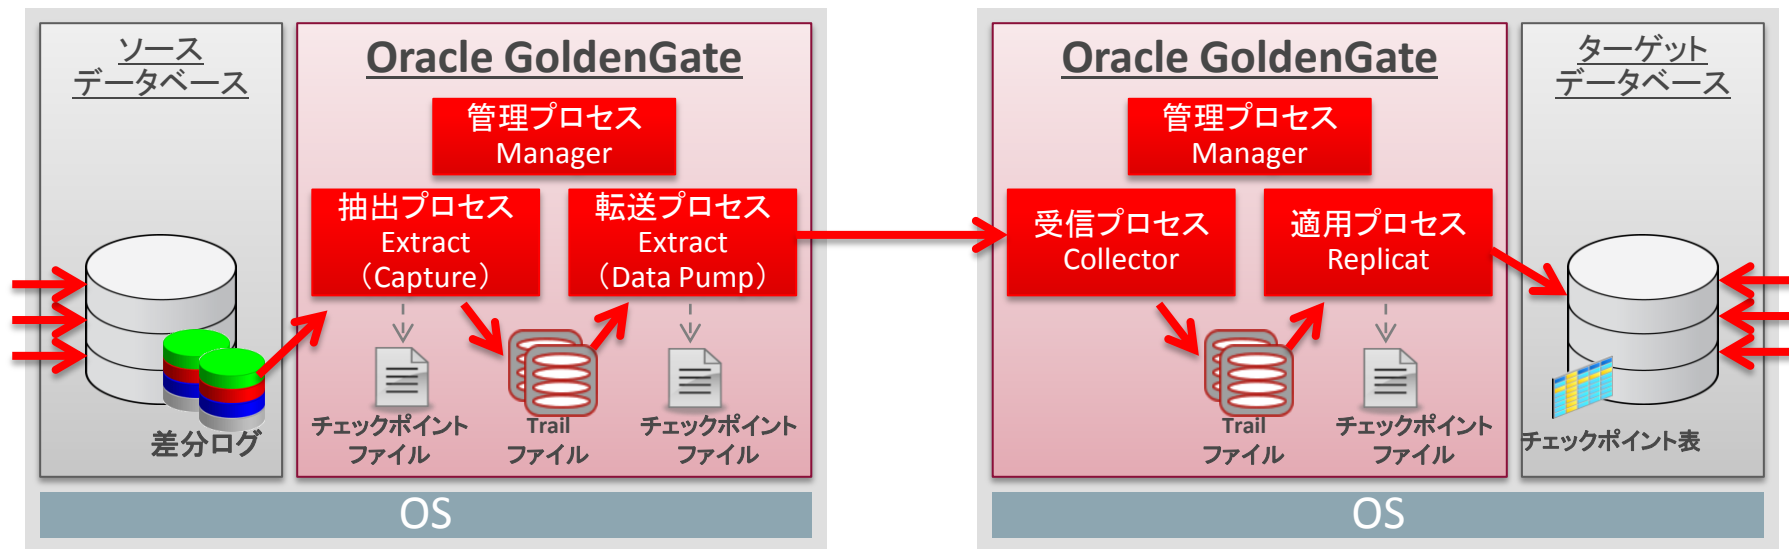 ソース
データベース
差分ログ
Oracle GoldenGate
管理プロセス
Manager
抽出プロセス
Extract
（Capture）
転送プロセス
Extract
（Data Pump）
チェックポイント
ファイル
Trail
ファイル
チェックポイント
ファイル
OS
Oracle GoldenGate
管理プロセス
Manager
受信プロセス
Collector
適用プロセス
Replicat
Trail
ファイル
チェックポイント
ファイル
ターゲット
データベース
チェックポイント表
OS